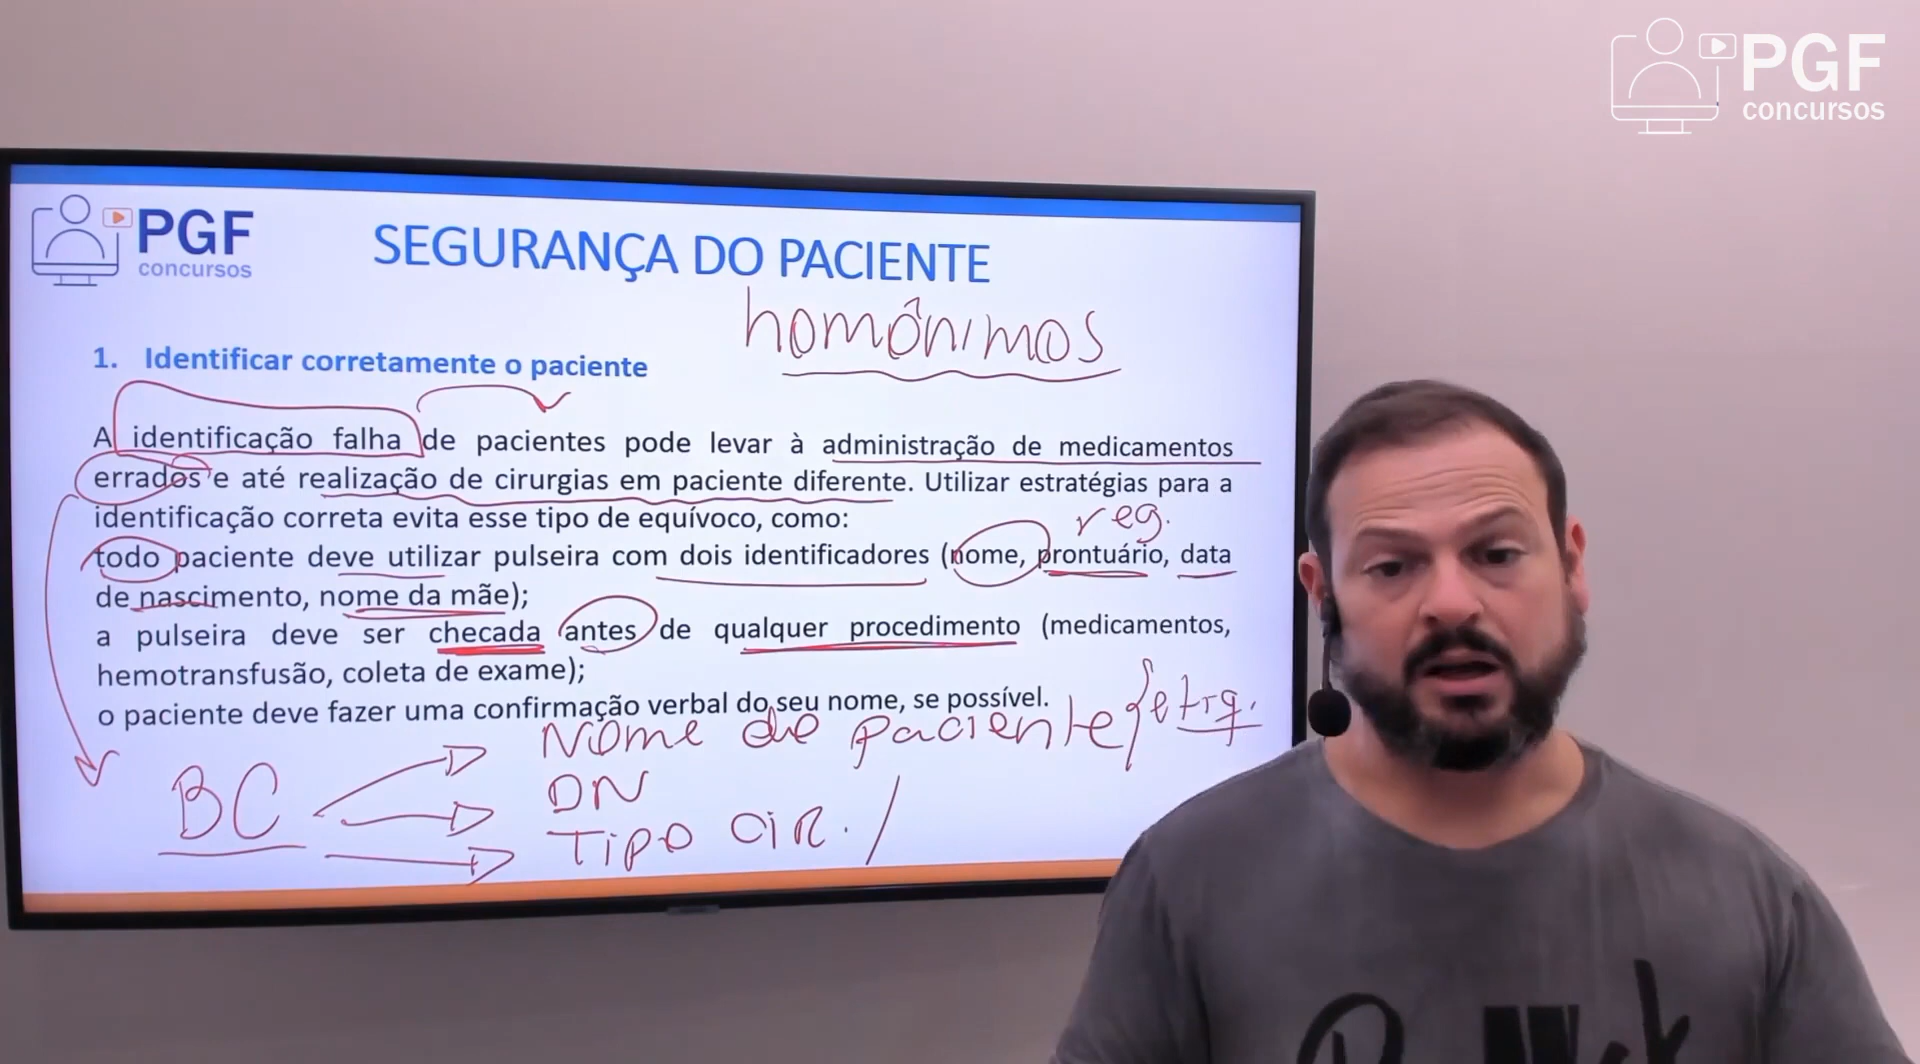 PGF
concursos
PGF
concursos
SEGURANÇA DO PACIENTE
homônimos
1. Identificar corretamente o paciente
A identificação falha de pacientes pode levar à administração de medicamentos
errados e até realização de cirurgias em paciente diferente. Utilizar estratégias para a
identificação correta evita esse tipo de equívoco, como:
reg.
todo paciente deve utilizar pulseira com dois identificadores (nome, prontuário, data
de nascimento, nome da mãe);
a pulseira deve ser checada antes de qualquer procedimento (medicamentos,
hemotransfusão, coleta de exame);
o paciente deve fazer uma confirmação verbal do seu nome, se possível.
Nome do paciente
BC
DN
Tipo CiR.